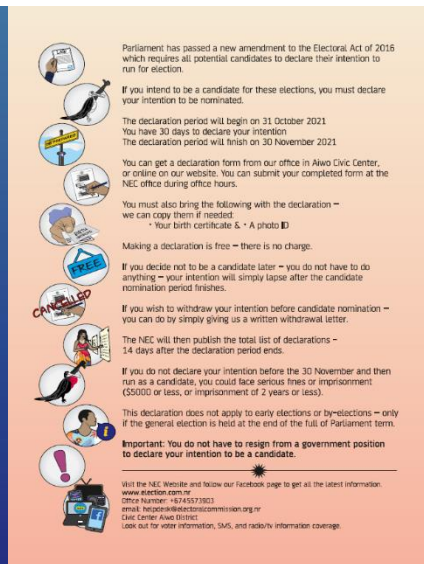 Parliament has passed a new amendment to the Electoral Act of 2016
which requires all potential candidates to declare their intention to
run for election.
If you intend to be a candidate for these elections, you must declare
your intention to be nominated.
The declaration period will begin on 31 October 2021
You have 30 days to declare your intention
The declaration period will finish on 30 November 2021
You can get a declaration form from our office in Aiwo Civic Center,
or online on our website. You can submit your completed form at the
NEC office during office hours.
You must also bring the following with the declaration –
we can copy them if needed:
• Your birth certificate & • A photo ID
Making a declaration is free – there is no charge.
FREE
If you decide not to be a candidate later – you do not have to do
anything – your intention will simply lapse after the candidate
nomination period finishes.
CANCELLED
If you wish to withdraw your intention before candidate nomination –
you can do by simply giving us a written withdrawal letter.
The NEC will then publish the total list of declarations –
14 days after the declaration period ends.
If you do not declare your intention before the 30 November and then
run as a candidate, you could face serious fines or imprisonment
($5000 or less, or imprisonment of 2 years or less).
This declaration does not apply to early elections or by-elections – only
if the general election is held at the end of the full of Parliament term.
Important: You do not have to resign from a government position
to declare your intention to be a candidate.
Visit the NEC Website and follow our Facebook page to get all the latest information.
www.election.com.nr
Office Number: +6745573903
email: helpdesk@electoralcommission.org.nr
Civic Center Aiwo District
Look out for voter information, SMS, and radio/tv information coverage.